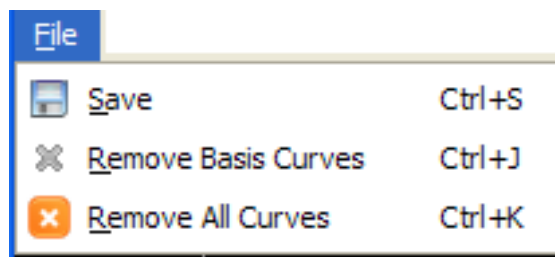 File
Save Ctrl+S
Remove Basis Curves Ctrl+J
Remove All Curves Ctrl+K